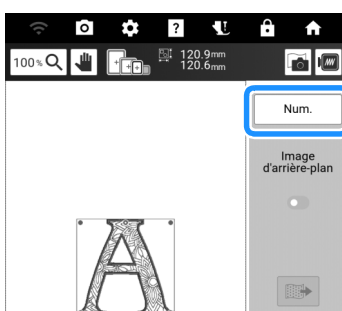 ?
100 % 120.9mm
120.6mm
Num.
Image
d'arrière-plan
A